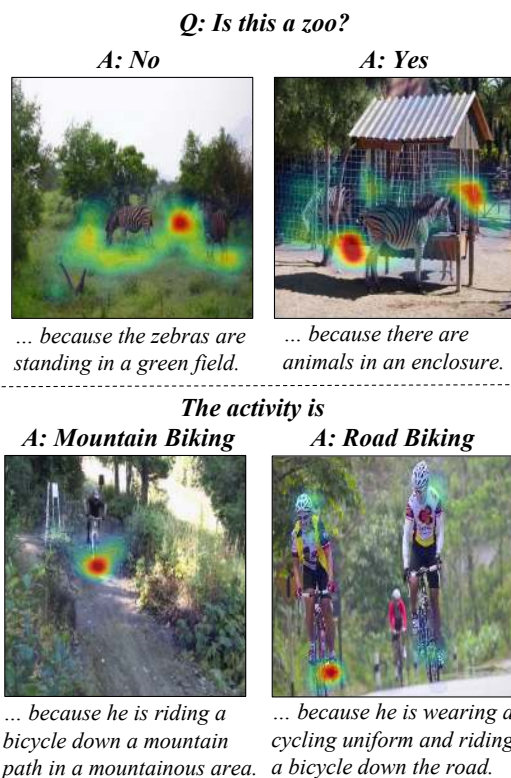 Q: Is this a zoo?
A: No
A: Yes
... because the zebras are
standing in a green field.
... because there are
animals in an enclosure.
The activity is
A: Mountain Biking
A: Road Biking
... because he is riding a
bicycle down a mountain
path in a mountainous area.
... because he is wearing a
cycling uniform and riding
a bicycle down the road.